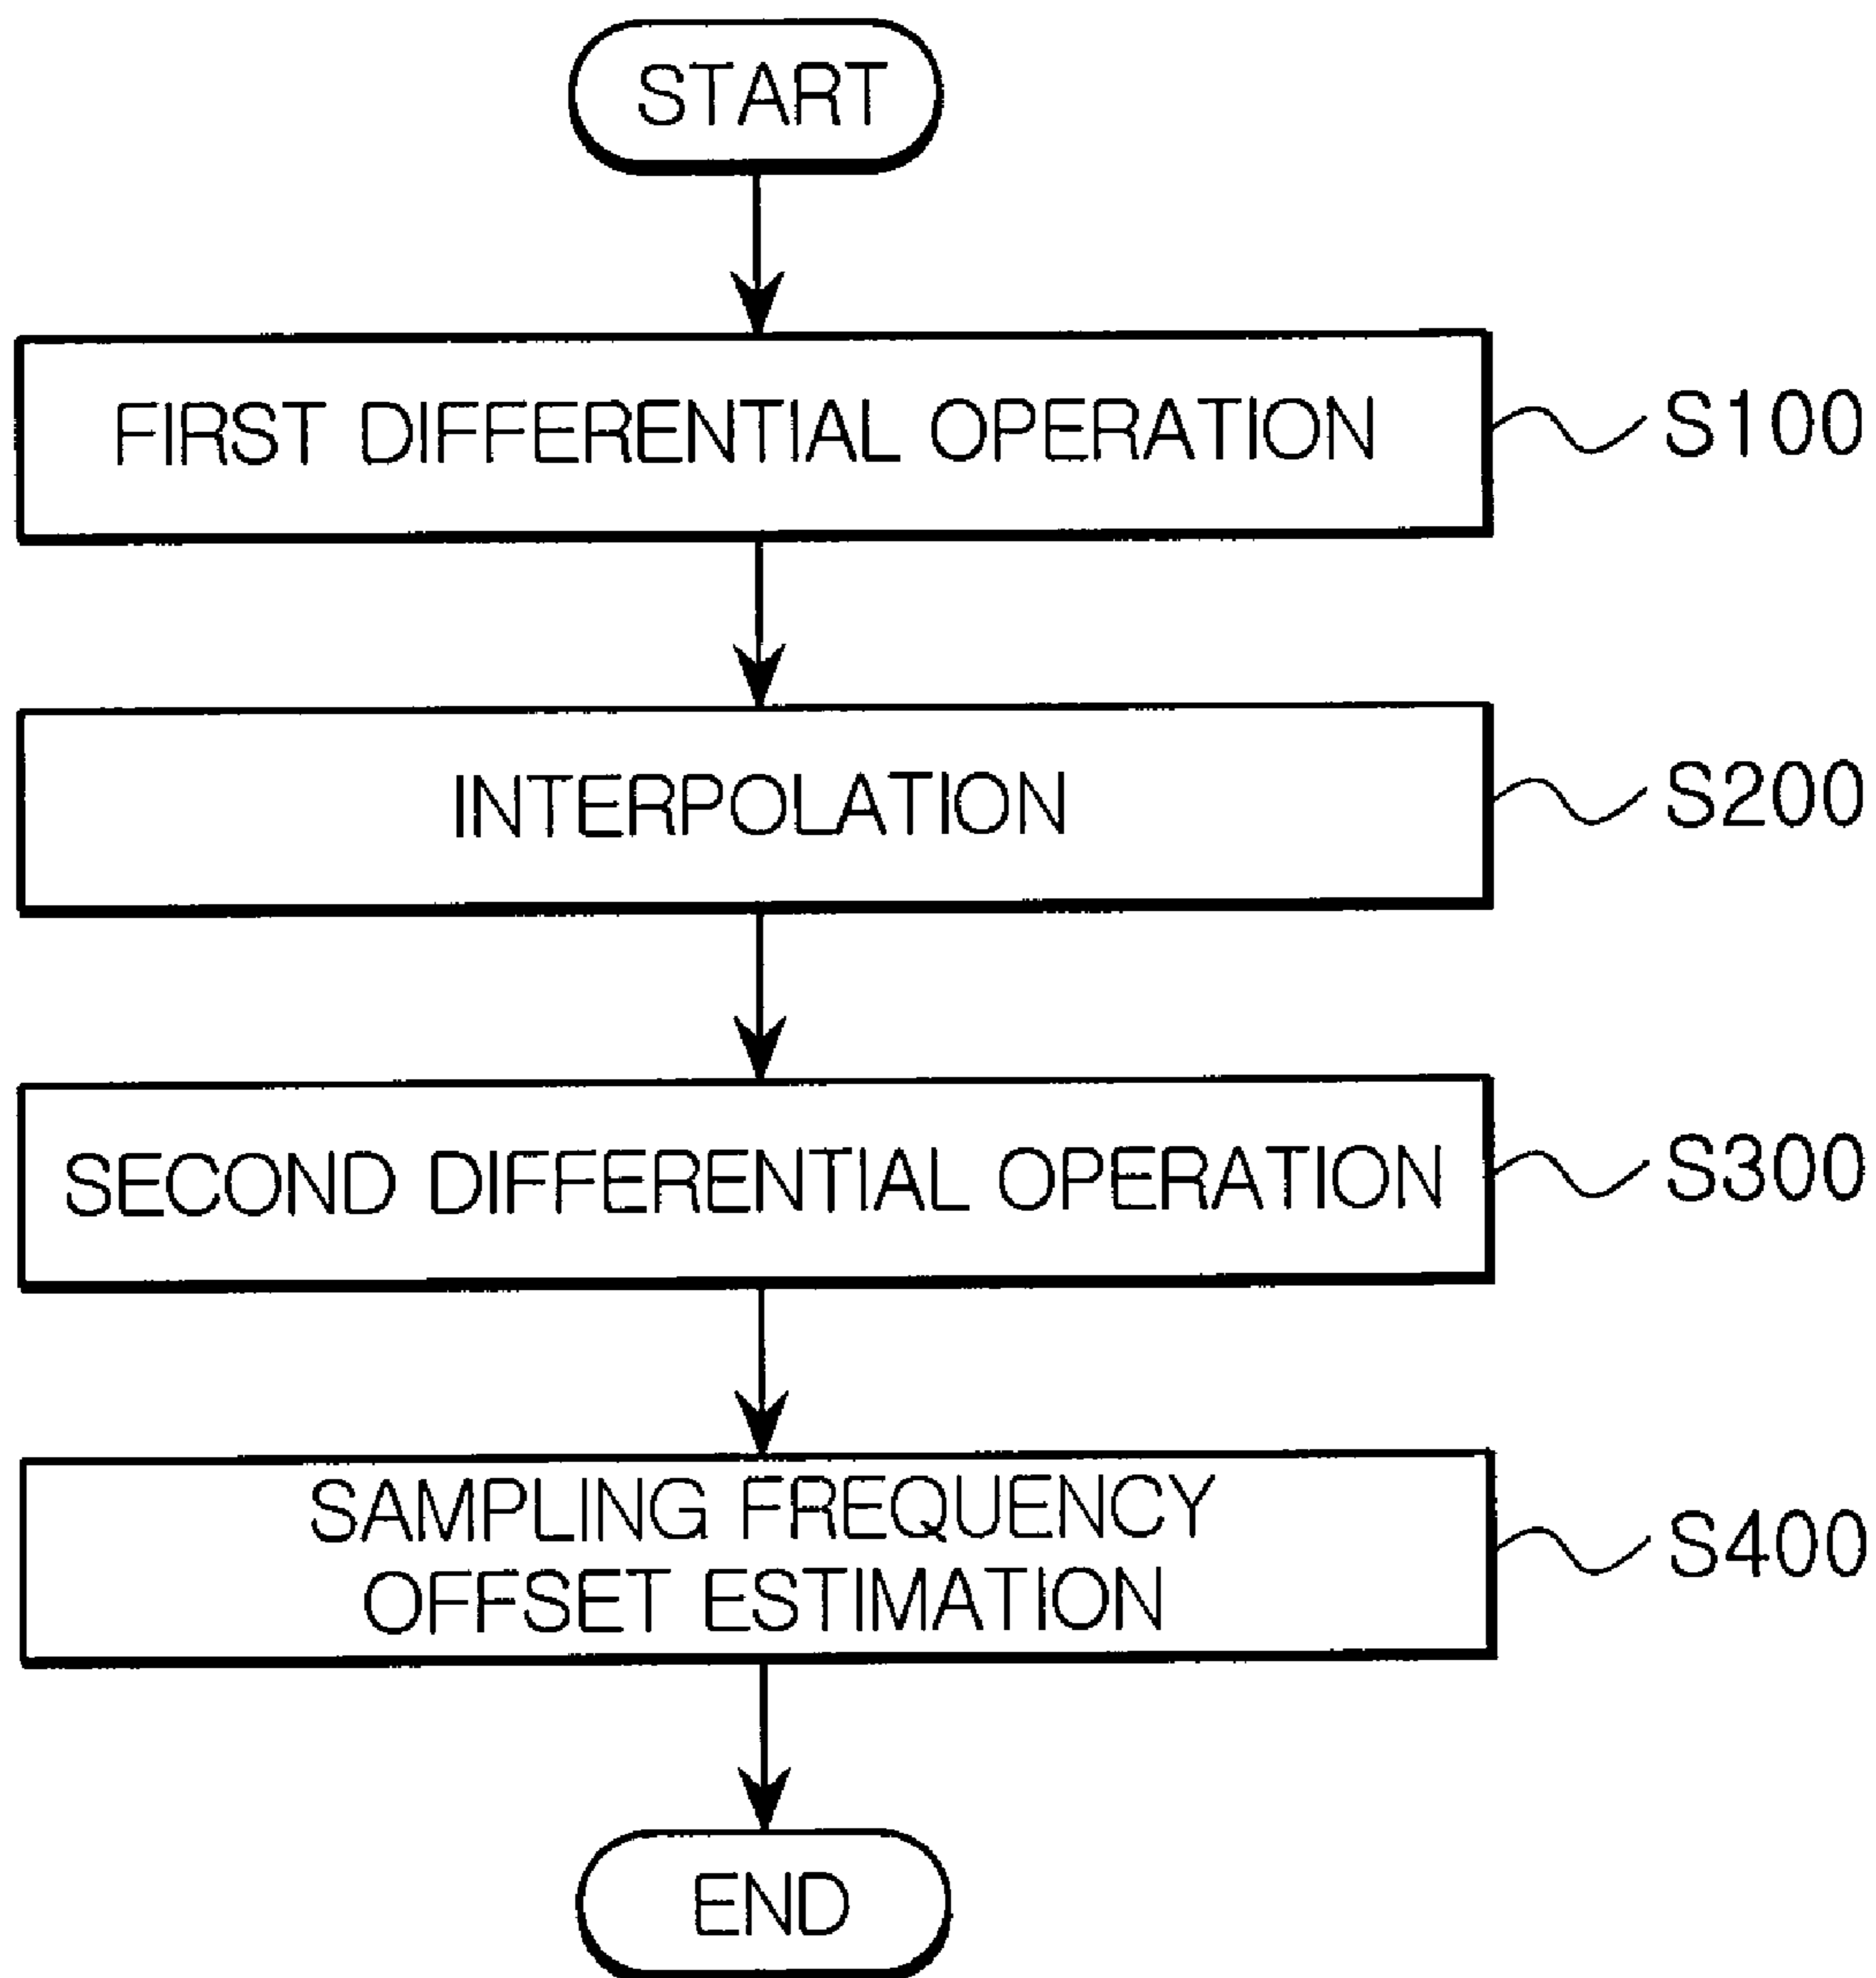 START
FIRST DIFFERENTIAL OPERATION
S100
INTERPOLATION
S200
SECOND DIFFERENTIAL OPERATION
S300
SAMPLING FREQUENCY
OFFSET ESTIMATION
S400
END